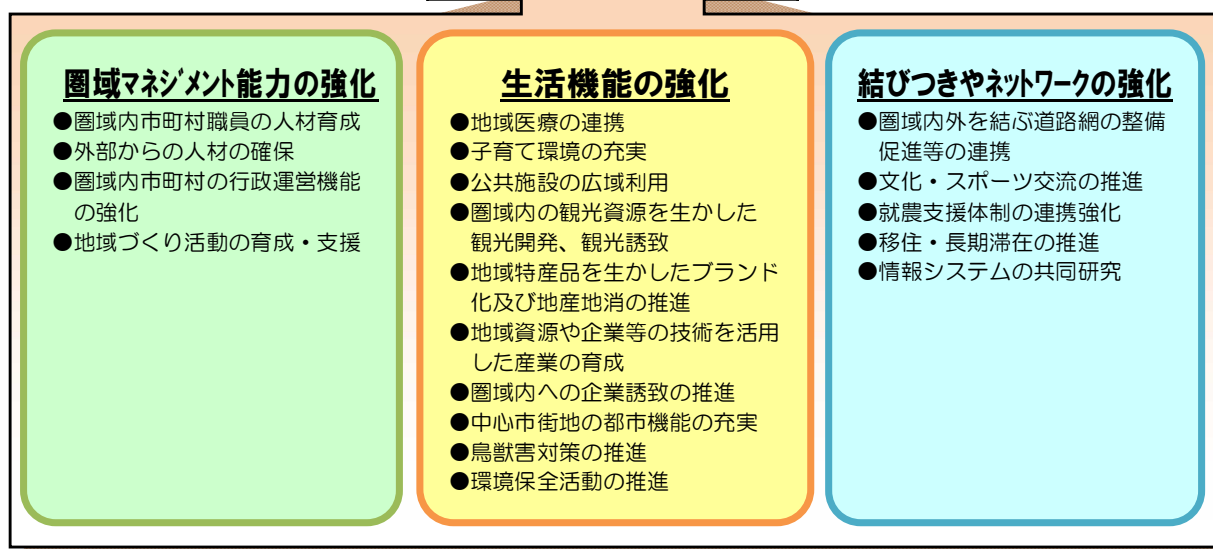 圏域マネジメント能力の強化
●圏域内市町村職員の人材育成
●外部からの人材の確保
●圏域内市町村の行政運営機能
の強化
●地域づくり活動の育成・支援
生活機能の強化
●地域医療の連携
●子育て環境の充実
●公共施設の広域利用
●圏域内の観光資源を生かした
観光開発、観光誘致
●地域特産品を生かしたブランド
化及び地産地消の推進
●地域資源や企業等の技術を活用
した産業の育成
●圏域内への企業誘致の推進
●中心市街地の都市機能の充実
●鳥獣害対策の推進
●環境保全活動の推進
結びつきやネットワークの強化
●圏域内外を結ぶ道路網の整備
促進等の連携
●文化・スポーツ交流の推進
●就農支援体制の連携強化
●移住・長期滞在の推進
●情報システムの共同研究